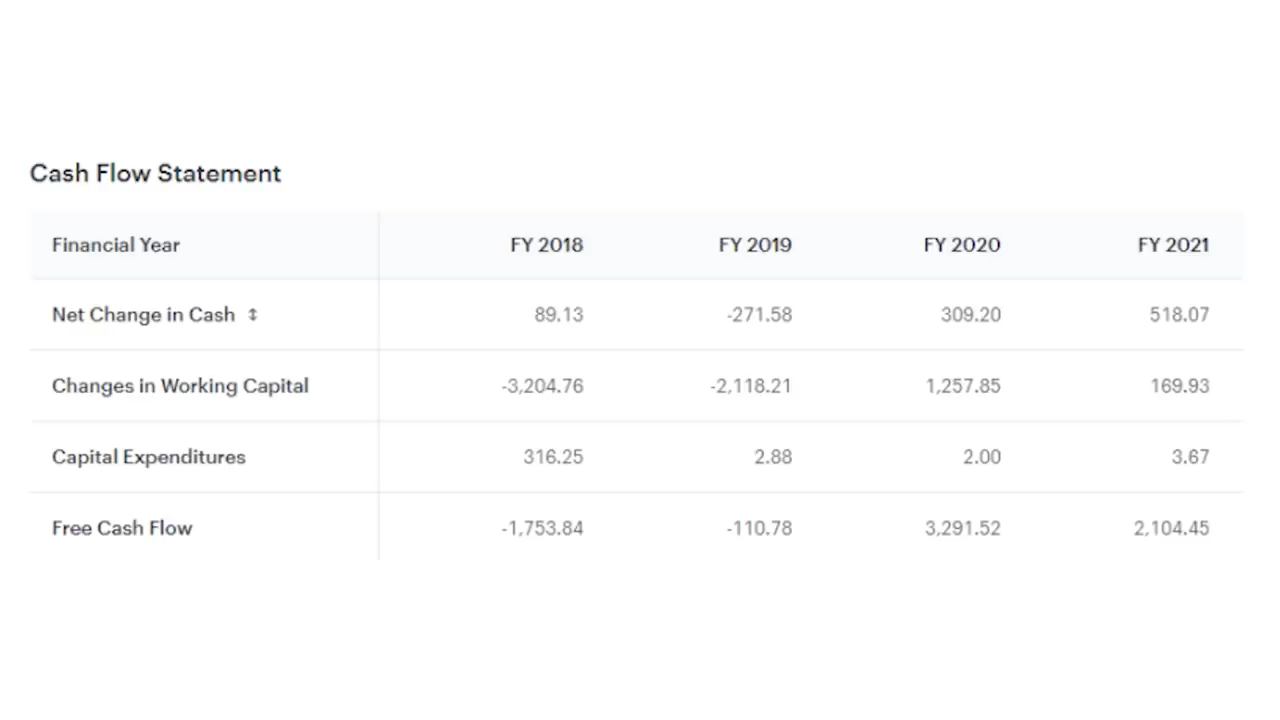 Cash Flow Statement
Financial Year FY 2018 FY 2019 FY 2020 FY 2021
Net Change in Cash ↕ 89.13 -271.58 309.20 518.07
Changes in Working Capital -3,204.76 -2,118.21 1,257.85 169.93
Capital Expenditures 316.25 2.88 2.00 3.67
Free Cash Flow -1,753.84 -110.78 3,291.52 2,104.45